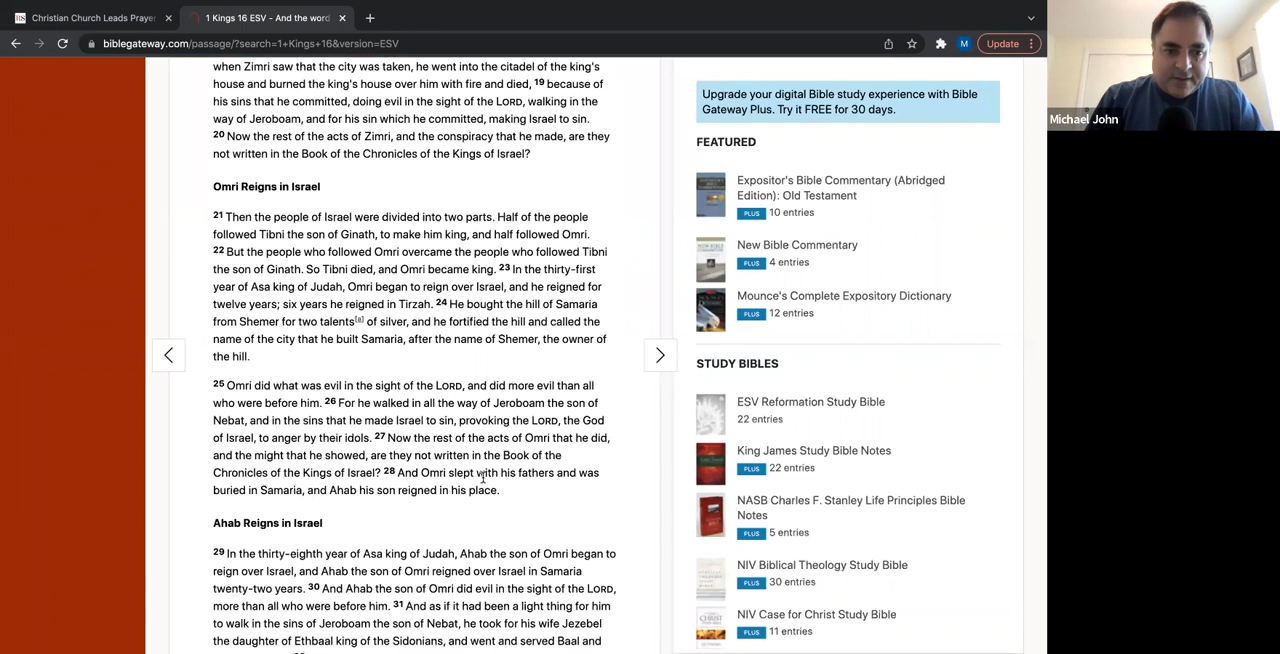 Christian Church Leads Prayer
1 Kings 16 ESV - And the word
biblegateway.com/passage/?search=1+Kings+16&version=ESV
M
Update
when Zimri saw that the city was taken, he went into the citadel of the king's
house and burned the king's house over him with fire and died, 19 because of
his sins that he committed, doing evil in the sight of the LORD, walking in the
way of Jeroboam, and for his sin which he committed, making Israel to sin.
20 Now the rest of the acts of Zimri, and the conspiracy that he made, are they
not written in the Book of the Chronicles of the Kings of Israel?
Omri Reigns in Israel
21 Then the people of Israel were divided into two parts. Half of the people
followed Tibni the son of Ginath, to make him king, and half followed Omri.
22 But the people who followed Omri overcame the people who followed Tibni
the son of Ginath. So Tibni died, and Omri became king. 23 In the thirty-first
year of Asa king of Judah, Omri began to reign over Israel, and he reigned for
twelve years; six years he reigned in Tirzah. 24 He bought the hill of Samaria
from Shemer for two talents[a] of silver, and he fortified the hill and called the
name of the city that he built Samaria, after the name of Shemer, the owner of
the hill.
25 Omri did what was evil in the sight of the LORD, and did more evil than all
who were before him. 26 For he walked in all the way of Jeroboam the son of
Nebat, and in the sins that he made Israel to sin, provoking the LORD, the God
of Israel, to anger by their idols. 27 Now the rest of the acts of Omri that he did,
and the might that he showed, are they not written in the Book of the
Chronicles of the Kings of Israel? 28 And Omri slept with his fathers and was
buried in Samaria, and Ahab his son reigned in his place.
Ahab Reigns in Israel
29 In the thirty-eighth year of Asa king of Judah, Ahab the son of Omri began to
reign over Israel, and Ahab the son of Omri reigned over Israel in Samaria
twenty-two years. 30 And Ahab the son of Omri did evil in the sight of the LORD,
more than all who were before him. 31 And as if it had been a light thing for him
to walk in the sins of Jeroboam the son of Nebat, he took for his wife Jezebel
the daughter of Ethbaal king of the Sidonians, and went and served Baal and
Upgrade your digital Bible study experience with Bible
Gateway Plus. Try it FREE for 30 days.
FEATURED
Expositor's Bible Commentary (Abridged
Edition): Old Testament
PLUS 10 entries
New Bible Commentary
PLUS 4 entries
Mounce's Complete Expository Dictionary
PLUS 12 entries
STUDY BIBLES
ESV Reformation Study Bible
22 entries
King James Study Bible Notes
PLUS 22 entries
NASB Charles F. Stanley Life Principles Bible
Notes
PLUS 5 entries
NIV Biblical Theology Study Bible
PLUS 30 entries
NIV Case for Christ Study Bible
PLUS 11 entries
Michael John